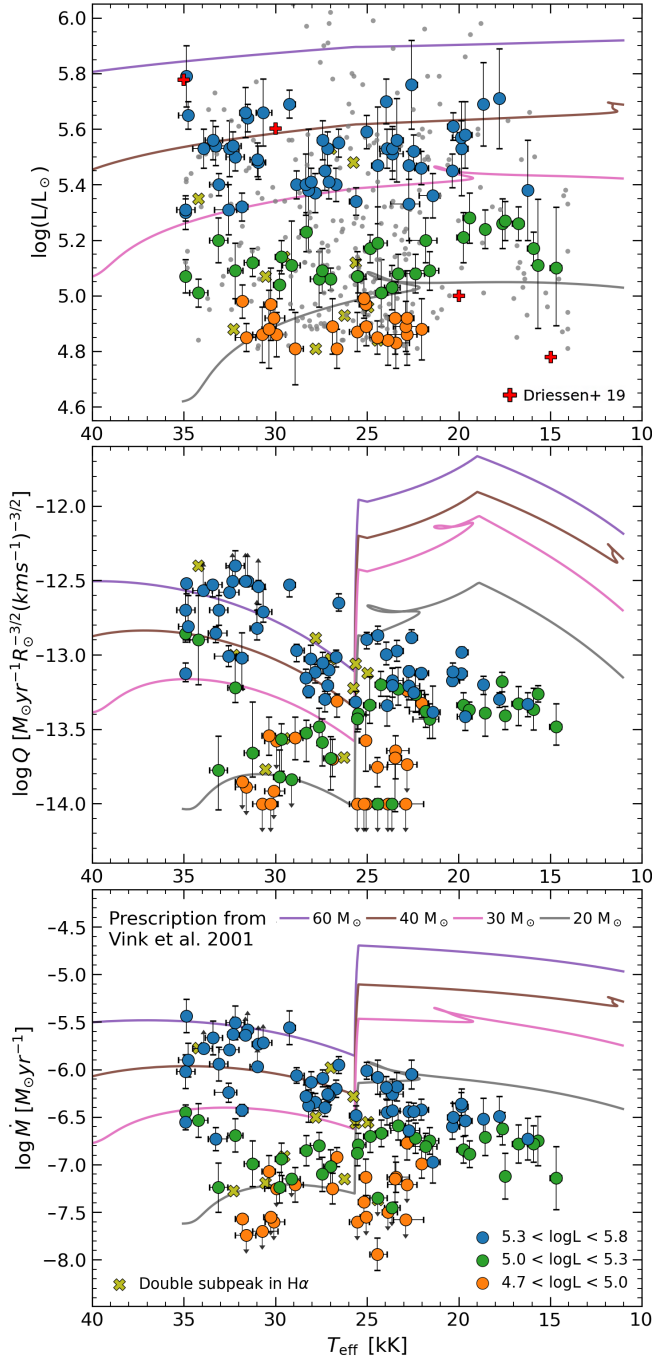 6.0
5.8
5.6
5.4
5.2
5.0
4.8
4.6
log(L/L⊙)
Driessen+ 19
40 35 30 25 20 15 10
−12.0
−12.5
−13.0
−13.5
−14.0
log Q [M⊙yr−1R⊙−3/2(kms−1)−3/2]
40 35 30 25 20 15 10
Prescription from
Vink et al. 2001
60 M⊙ 40 M⊙ 30 M⊙ 20 M⊙
−4.5
−5.0
−5.5
−6.0
−6.5
−7.0
−7.5
−8.0
log Ṁ [M⊙yr−1]
5.3 < logL < 5.8
5.0 < logL < 5.3
4.7 < logL < 5.0
Double subpeak in Hα
40 35 30 25 20 15 10
Teff [kK]